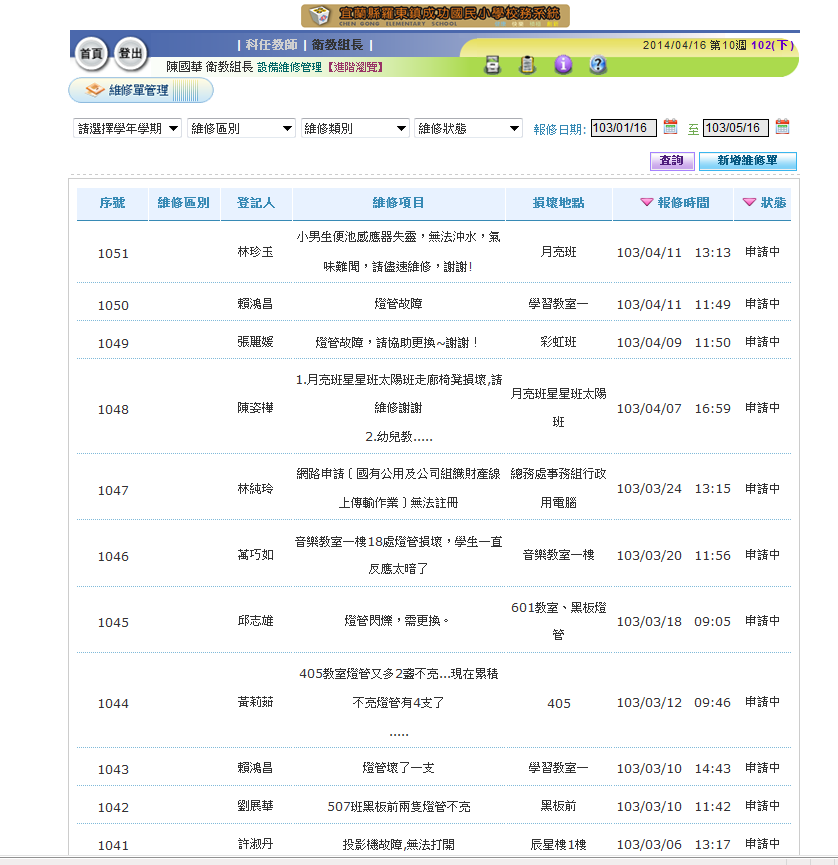 宜蘭縣羅東鎮成功國民小學校務系統
CHEN GONG ELEMENTARY SCHOOL
首頁 登出 | 科任教師 | 衛教組長 | 2014/04/16 第10週 102(下)
陳國華 衛教組長 設備維修管理【進階瀏覽】
維修單管理
請選擇學年學期 維修區別 維修類別 維修狀態 報修日期: 103/01/16 至 103/05/16
查詢 新增維修單
序號 維修區別 登記人 維修項目 損壞地點 報修時間 狀態
1051 林珍玉 小男生便池感應器失靈，無法沖水，氣味難聞，請儘速維修，謝謝! 月亮班 103/04/11 13:13 申請中
1050 賴鴻昌 燈管故障 學習教室一 103/04/11 11:49 申請中
1049 張麗媛 燈管故障，請協助更換~謝謝！ 彩虹班 103/04/09 11:50 申請中
1048 陳姿樺 1.月亮班星星班太陽班走廊椅凳損壞,請維修謝謝
2.幼兒教..... 月亮班星星班太陽班 103/04/07 16:59 申請中
1047 林純玲 網路申請〔國有公用及公司組織財產線上傳輸作業〕無法註冊 總務處事務組行政用電腦 103/03/24 13:15 申請中
1046 萬巧如 音樂教室一樓18處燈管損壞，學生一直反應太暗了 音樂教室一樓 103/03/20 11:56 申請中
1045 邱志雄 燈管閃爍，需更換。 601教室、黑板燈管 103/03/18 09:05 申請中
1044 黃莉茹 405教室燈管又多2盞不亮...現在累積不亮燈管有4支了
..... 405 103/03/12 09:46 申請中
1043 賴鴻昌 燈管壞了一支 學習教室一 103/03/10 14:43 申請中
1042 劉展華 507班黑板前兩隻燈管不亮 黑板前 103/03/10 11:42 申請中
1041 許淑丹 投影機故障,無法打開 辰星樓1樓 103/03/06 13:17 申請中